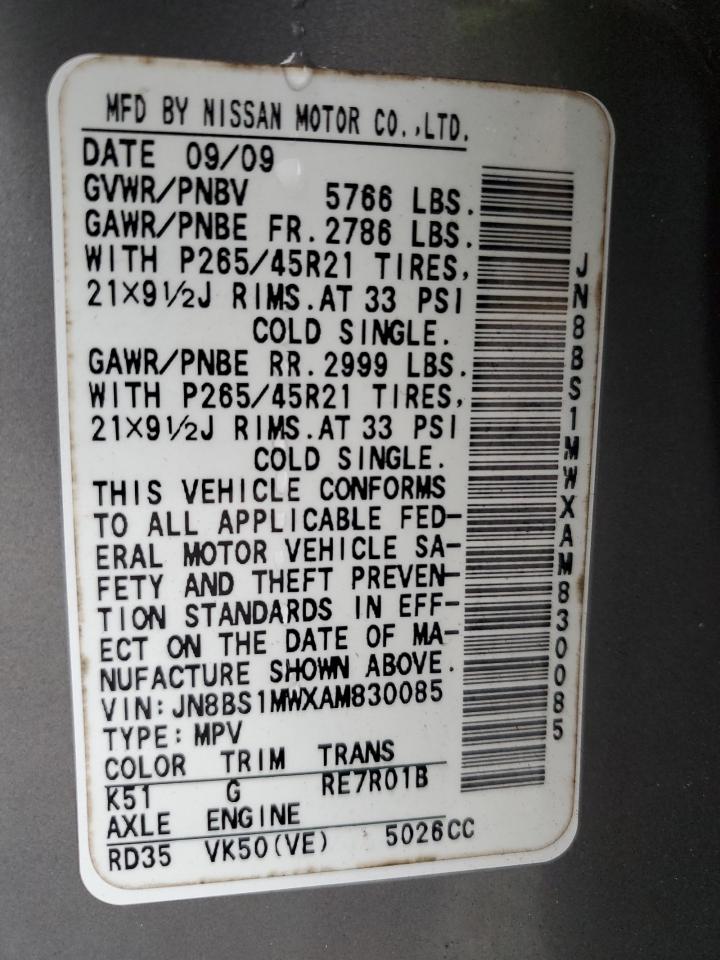 MFD BY NISSAN MOTOR CO.,LTD.
DATE 09/09
GVWR/PNBV 5766 LBS.
GAWR/PNBE FR. 2786 LBS.
WITH P265/45R21 TIRES,
21×9½J RIMS. AT 33 PSI
COLD SINGLE.
GAWR/PNBE RR. 2999 LBS.
WITH P265/45R21 TIRES,
21×9½J RIMS. AT 33 PSI
COLD SINGLE.
THIS VEHICLE CONFORMS
TO ALL APPLICABLE FED-
ERAL MOTOR VEHICLE SA-
FETY AND THEFT PREVEN-
TION STANDARDS IN EFF-
ECT ON THE DATE OF MA-
NUFACTURE SHOWN ABOVE.
VIN: JN8BS1MWXAM830085
TYPE: MPV
COLOR TRIM TRANS
K51 G RE7R01B
AXLE ENGINE
RD35 VK50(VE) 5026CC
JN8BS1MWXAM830085